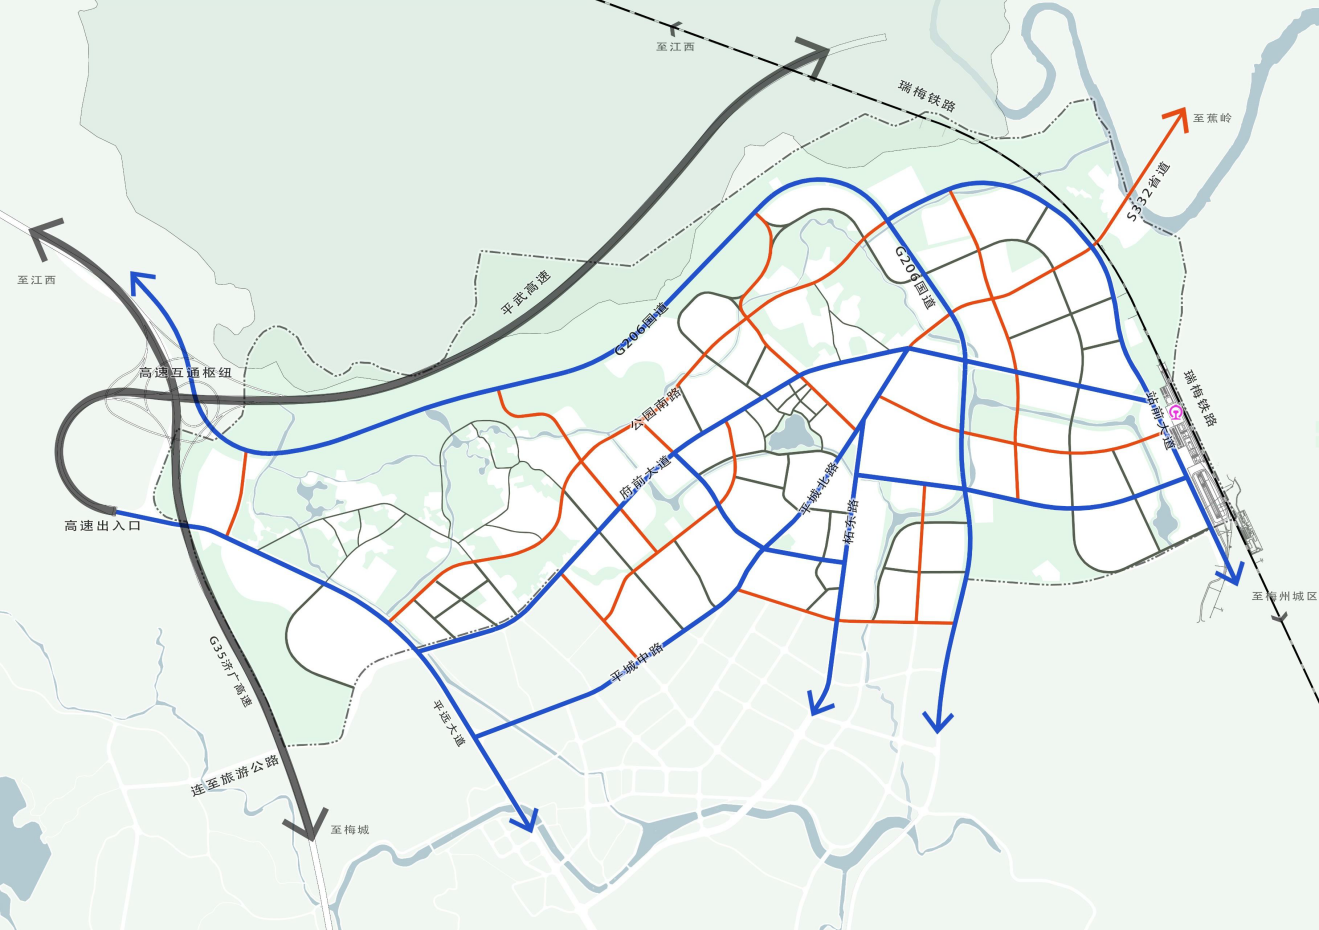 至江西
瑞梅铁路
至蕉岭
S332省道
至江西
平武高速
G206国道
G206国道
高速互通枢纽
公园南路
瑞梅铁路
站前大道
府前大道
平城北路
柘东路
高速出入口
至梅州城区
G35济广高速
平城中路
平远大道
连至旅游公路
至梅城